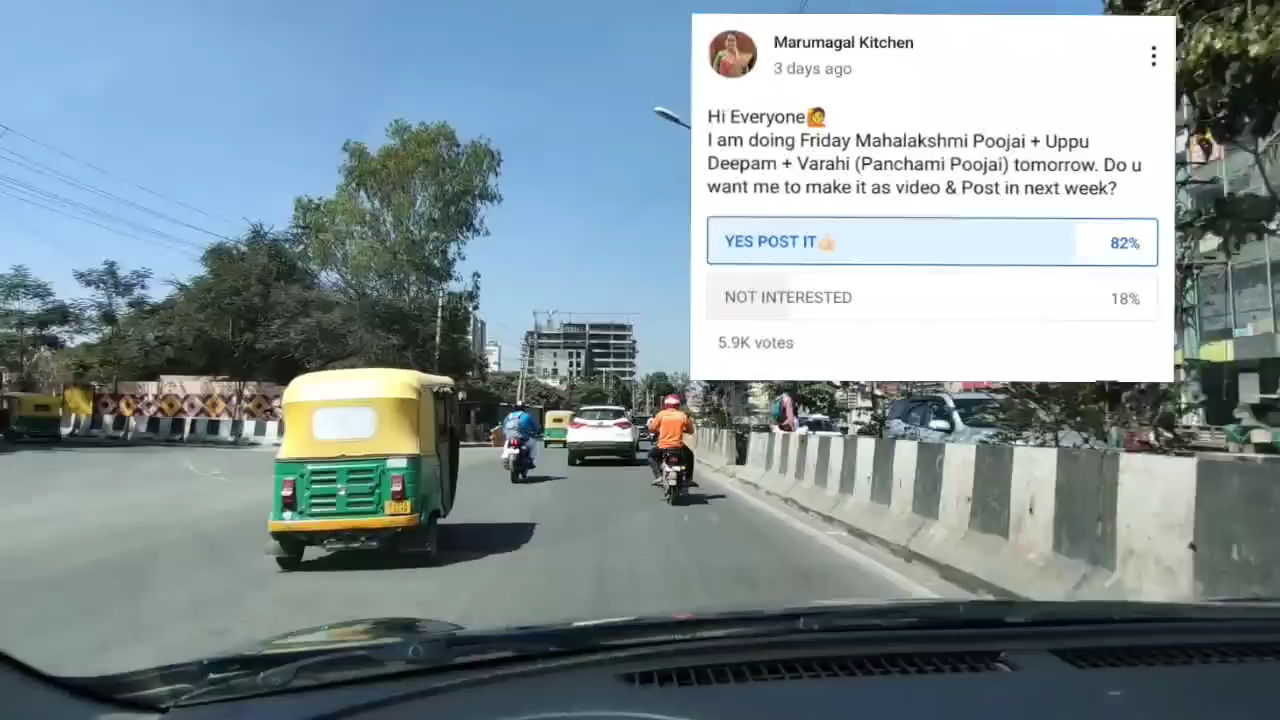 Marumagal Kitchen
3 days ago
Hi Everyone🙋
I am doing Friday Mahalakshmi Poojai + Uppu
Deepam + Varahi (Panchami Poojai) tomorrow. Do u
want me to make it as video & Post in next week?
YES POST IT👍🏻 82%
NOT INTERESTED 18%
5.9K votes